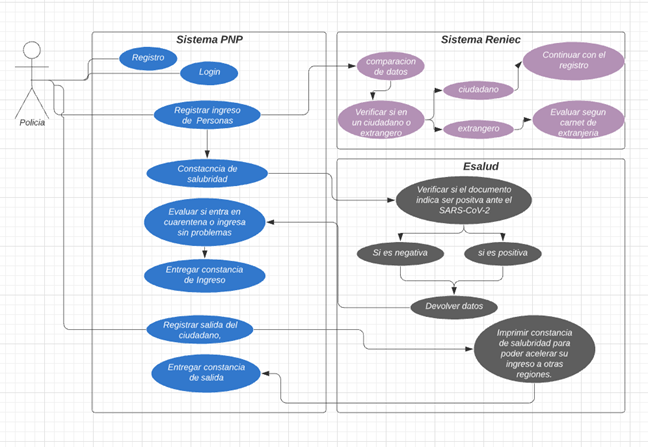 Sistema PNP
Registro
Login
Policia
Registrar ingreso
de Personas
Constacncia de
salubridad
Evaluar si entra en
cuarentena o ingresa
sin problemas
Entregar constancia
de Ingreso
Registrar salida del
ciudadano,
Entregar constancia
de salida
Sistema Reniec
comparacion
de datos
Verificar si en
un ciudadano o
extrangero
ciudadano
extrangero
Continuar con el
registro
Evaluar segun
carnet de
extranjeria
Esalud
Verificar si el documento
indica ser positva ante el
SARS-CoV-2
Si es negativa
si es positiva
Devolver datos
Imprimir constancia
de salubridad para
poder acelerar su
ingreso a otras
regiones.